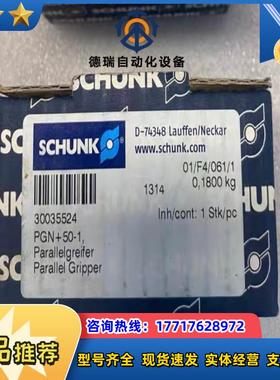 德瑞自动化设备
SCHUNK
D-74348 Lauffen/Neckar
www.schunk.com
01/F4/061/1
1314
0,1800 kg
30035524
Inh/cont: 1 Stk/pc
PGN+50-1,
Parallelgreifer
Parallel Gripper
咨询热线：17717628972
品推荐
型号齐全 现货速发 实体经营